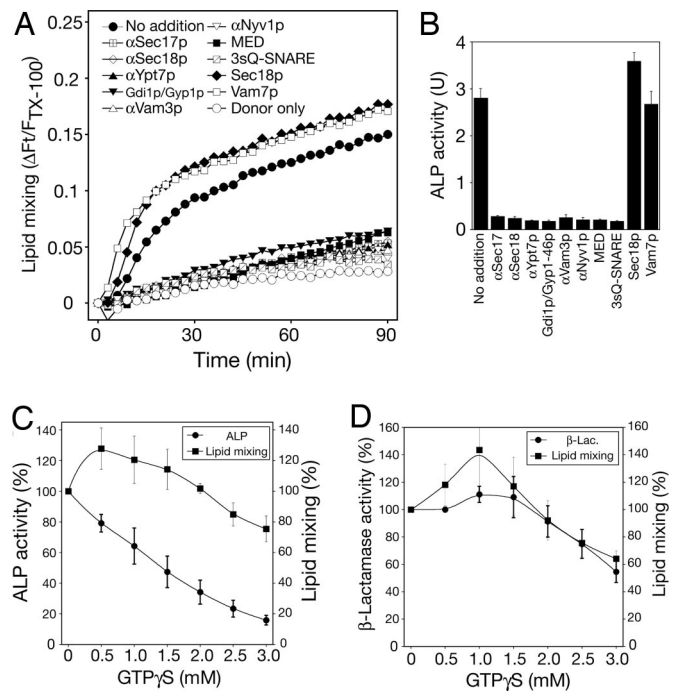 A
No addition
αSec17p
αSec18p
αYpt7p
Gdi1p/Gyp1p
αVam3p
αNyv1p
MED
3sQ-SNARE
Sec18p
Vam7p
Donor only
Lipid mixing (ΔFt/F TX-100)
0.25
0.2
0.15
0.1
0.05
0
0
30
60
90
Time (min)
B
ALP activity (U)
4
3
2
1
0
No addition
αSec17
αSec18
αYpt7p
Gdi1p/Gyp1-46p
αVam3p
αNyv1p
MED
3sQ-SNARE
Sec18p
Vam7p
C
ALP activity (%)
140
120
100
80
60
40
20
0
ALP
Lipid mixing
140
120
100
80
60
40
20
0
Lipid mixing (%)
0 0.5 1.0 1.5 2.0 2.5 3.0
GTPγS (mM)
D
β-Lactamase activity (%)
160
140
120
100
80
60
40
20
0
β-Lac.
Lipid mixing
160
140
120
100
80
60
40
20
0
Lipid mixing (%)
0 0.5 1.0 1.5 2.0 2.5 3.0
GTPγS (mM)